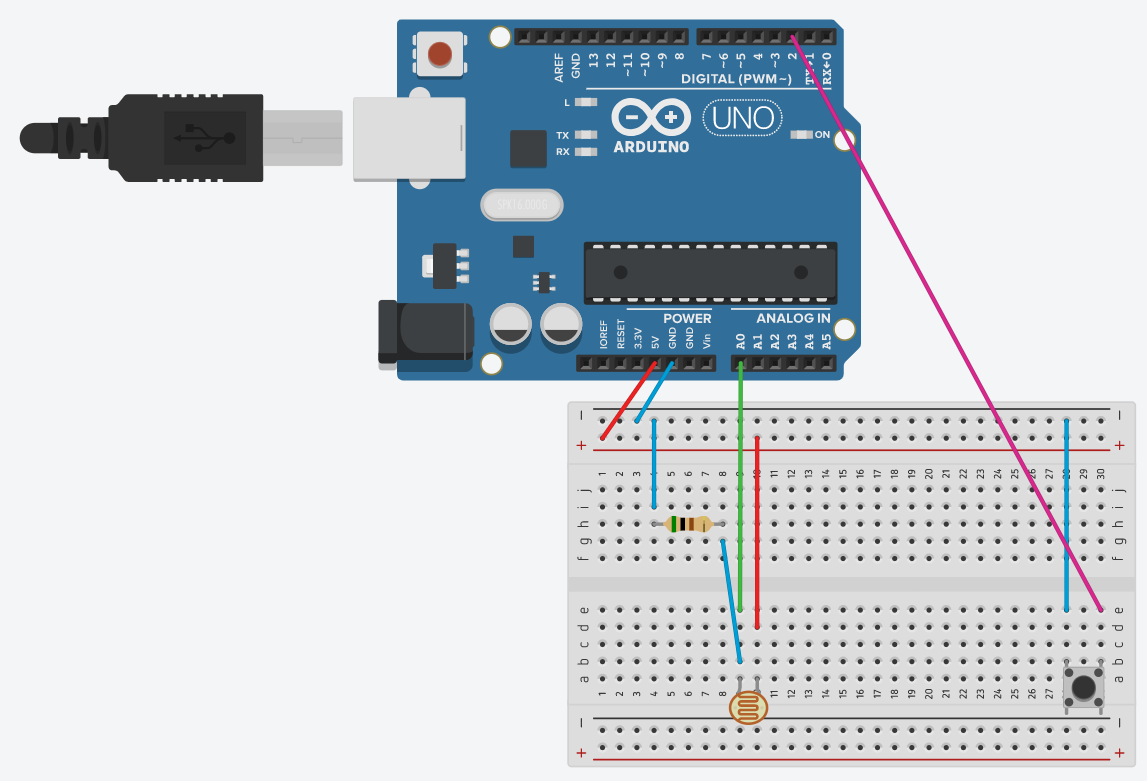 AREF
GND
13
12
~11
~10
~9
8
7
~6
~5
4
~3
2
TX→1
RX←0
DIGITAL (PWM~)
L
TX
RX
UNO
ON
ARDUINO
POWER
ANALOG IN
IOREF
RESET
3.3V
5V
GND
GND
Vin
A0
A1
A2
A3
A4
A5
− −
+ +
1 2 3 4 5 6 7 8 9 10 11 12 13 14 15 16 17 18 19 20 21 22 23 24 25 26 27 28 29 30
j j
i i
h h
g g
f f
e e
d d
c c
b b
a a
1 2 3 4 5 6 7 8 11 12 13 14 15 16 17 18 19 20 21 22 23 24 25 26 27
− −
+ +